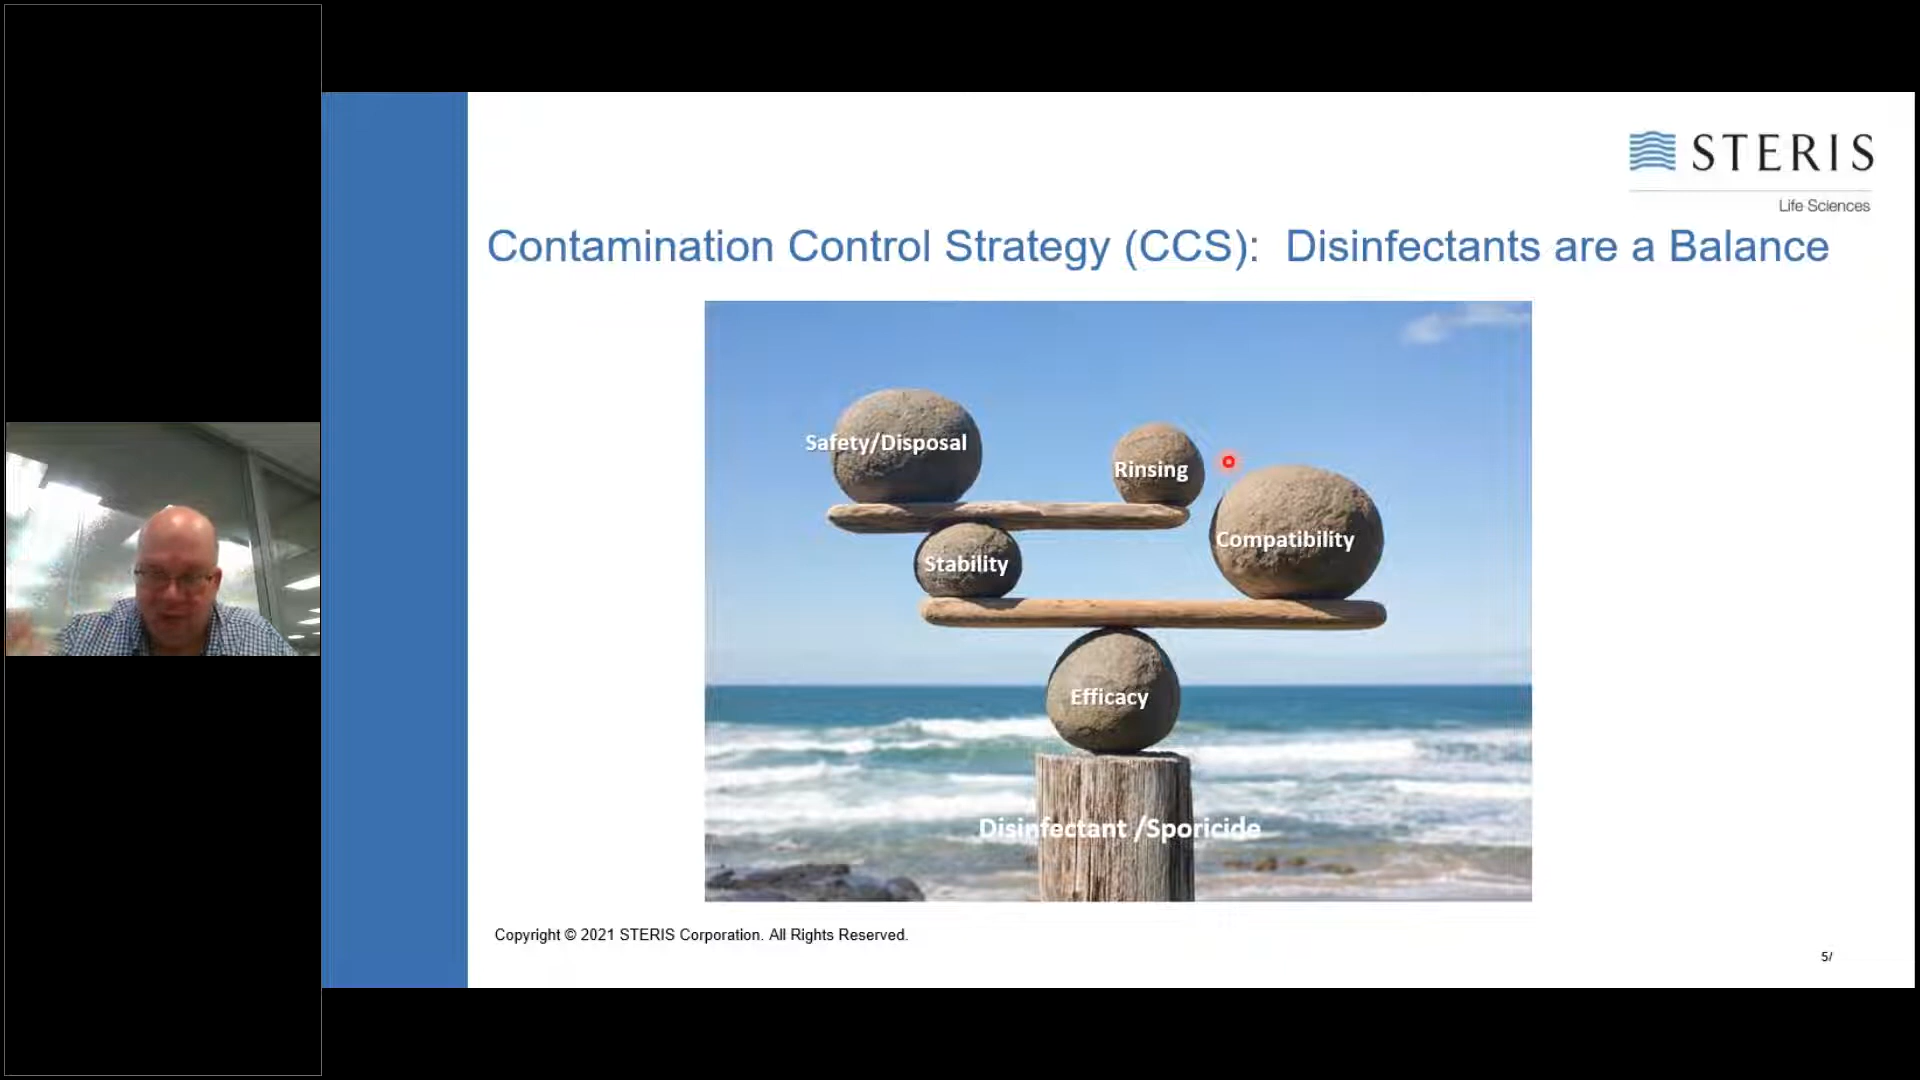 STERIS
Life Sciences
Contamination Control Strategy (CCS):  Disinfectants are a Balance
Safety/Disposal
Rinsing
Compatibility
Stability
Efficacy
Disinfectant /Sporicide
Copyright © 2021 STERIS Corporation. All Rights Reserved.
5/